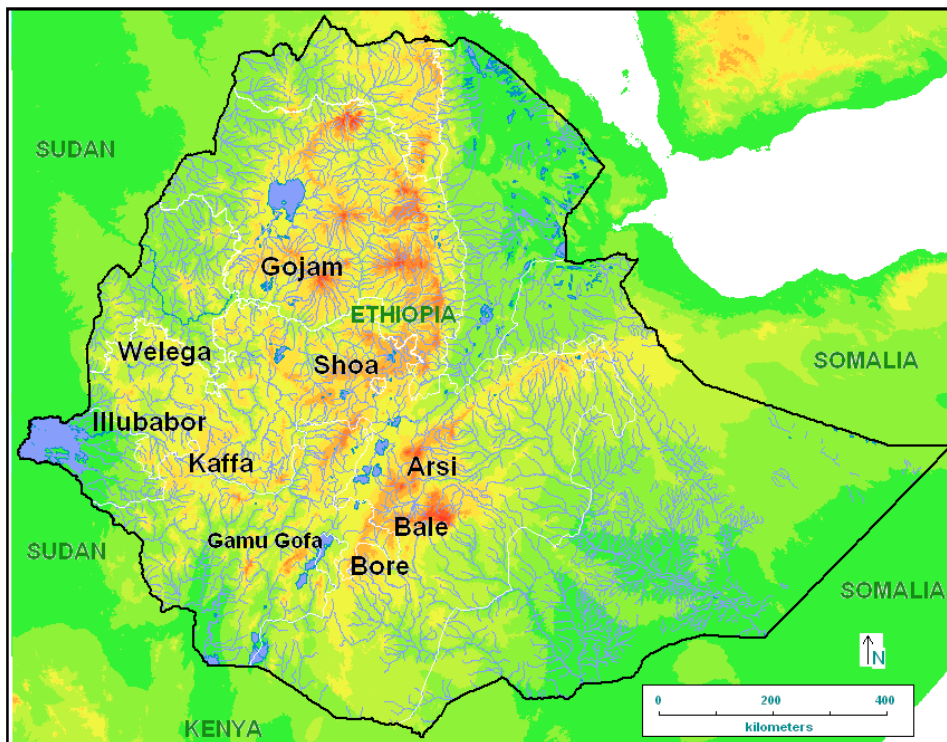 SUDAN
Gojam
ETHIOPIA
Welega
Shoa
SOMALIA
Illubabor
Kaffa
Arsi
Bale
Gamu Gofa
SUDAN
Bore
SOMALIA
N
0 200 400
kilometers
KENYA